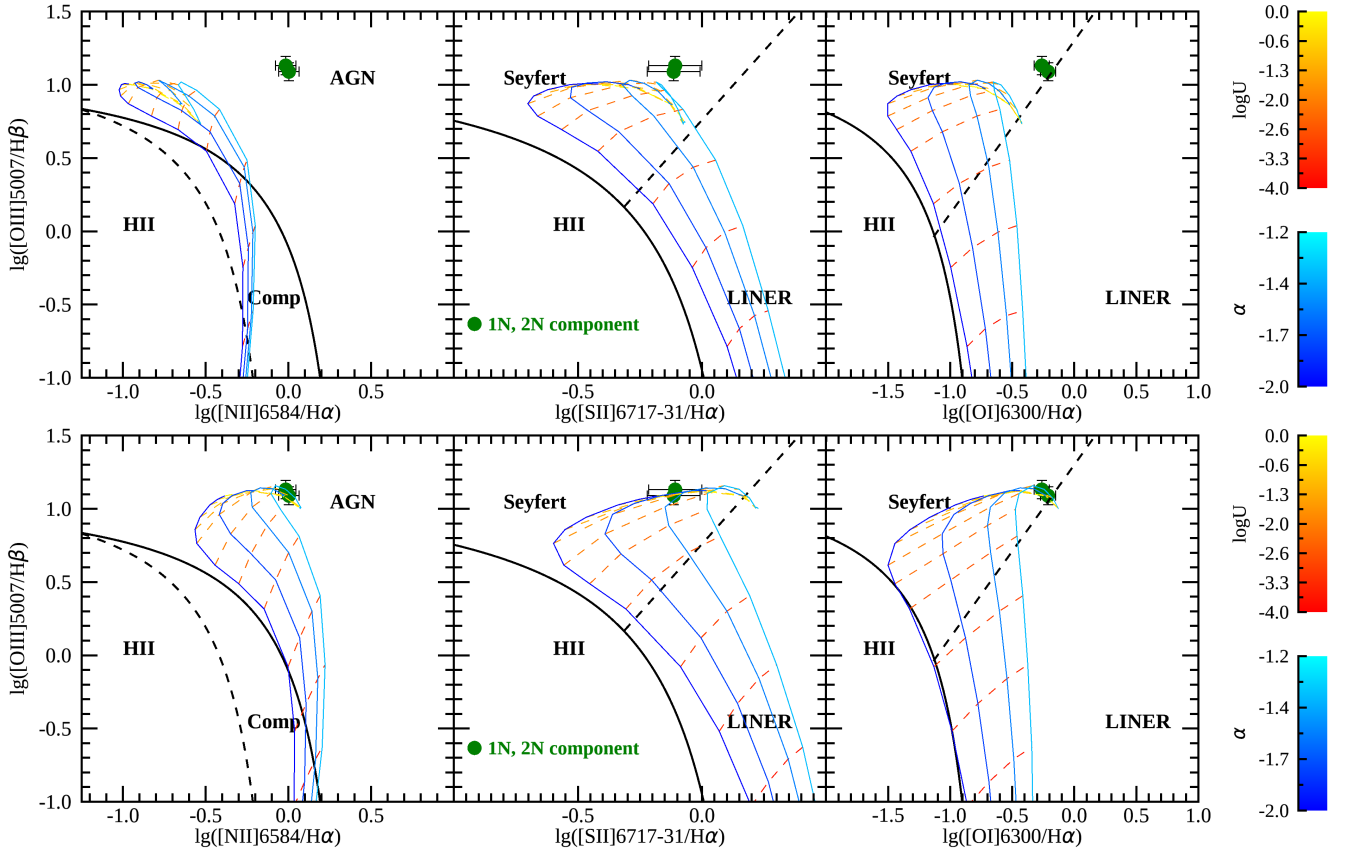 1.5
1.0
0.5
0.0
-0.5
-1.0
lg([OIII]5007/Hβ)
AGN
HII
Comp
-1.0 -0.5 0.0 0.5
lg([NII]6584/Hα)
Seyfert
HII
LINER
1N, 2N component
-0.5 0.0
lg([SII]6717-31/Hα)
Seyfert
HII
LINER
-1.5 -1.0 -0.5 0.0 0.5 1.0
lg([OI]6300/Hα)
0.0
-0.6
-1.3
-2.0
-2.6
-3.3
-4.0
logU
-1.2
-1.4
-1.7
-2.0
α
1.5
1.0
0.5
0.0
-0.5
-1.0
lg([OIII]5007/Hβ)
AGN
HII
Comp
-1.0 -0.5 0.0 0.5
lg([NII]6584/Hα)
Seyfert
HII
LINER
1N, 2N component
-0.5 0.0
lg([SII]6717-31/Hα)
Seyfert
HII
LINER
-1.5 -1.0 -0.5 0.0 0.5 1.0
lg([OI]6300/Hα)
0.0
-0.6
-1.3
-2.0
-2.6
-3.3
-4.0
logU
-1.2
-1.4
-1.7
-2.0
α